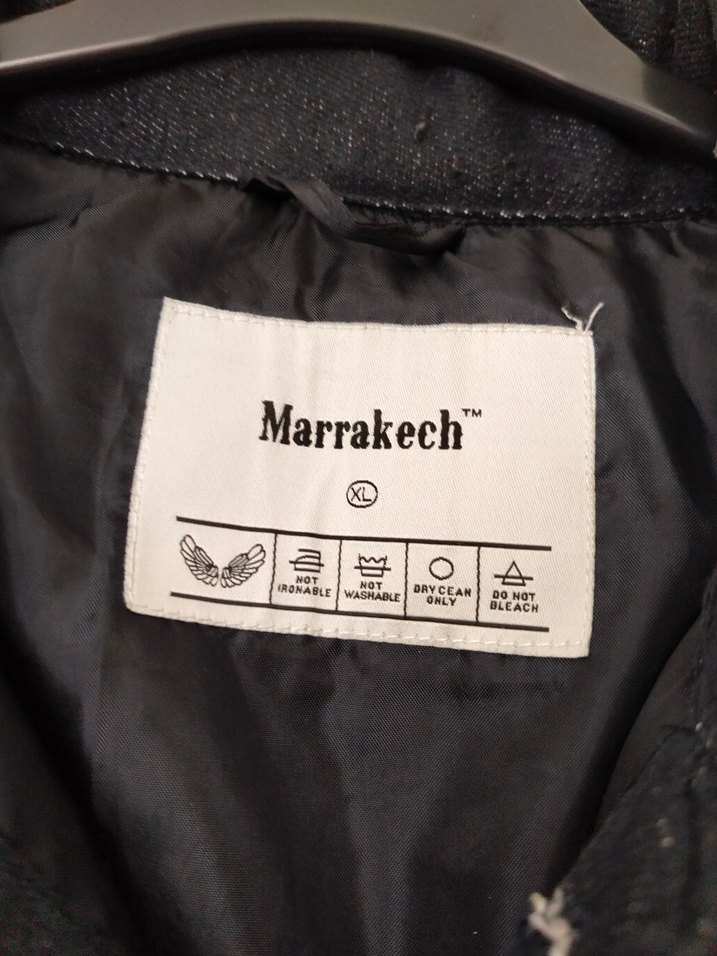 Marrakech™
XL
NOT IRONABLE
NOT WASHABLE
DRY CEAN ONLY
DO NOT BLEACH